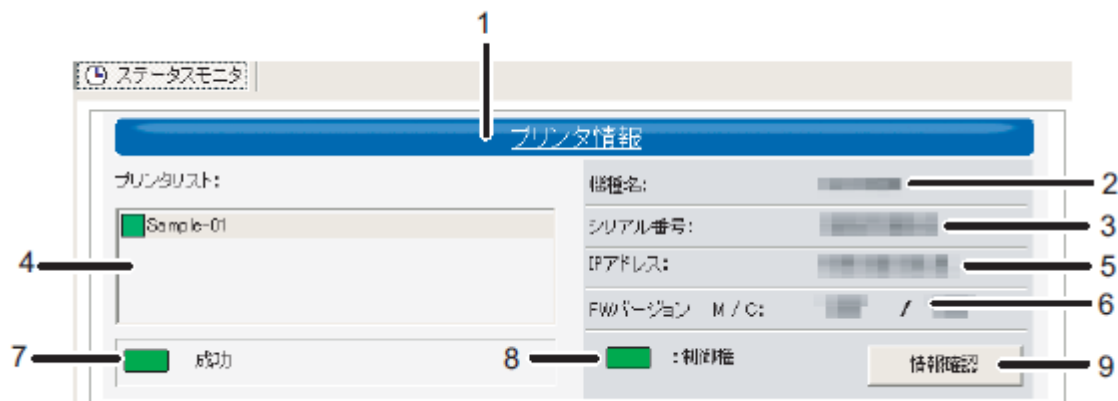 1
ステータスモニタ
プリンタ情報
プリンタリスト:
機種名:
2
Sample-01
シリアル番号:
3
4
IPアドレス:
5
FWバージョン M / C:
/
6
7
成功
8
:制御権
情報確認
9